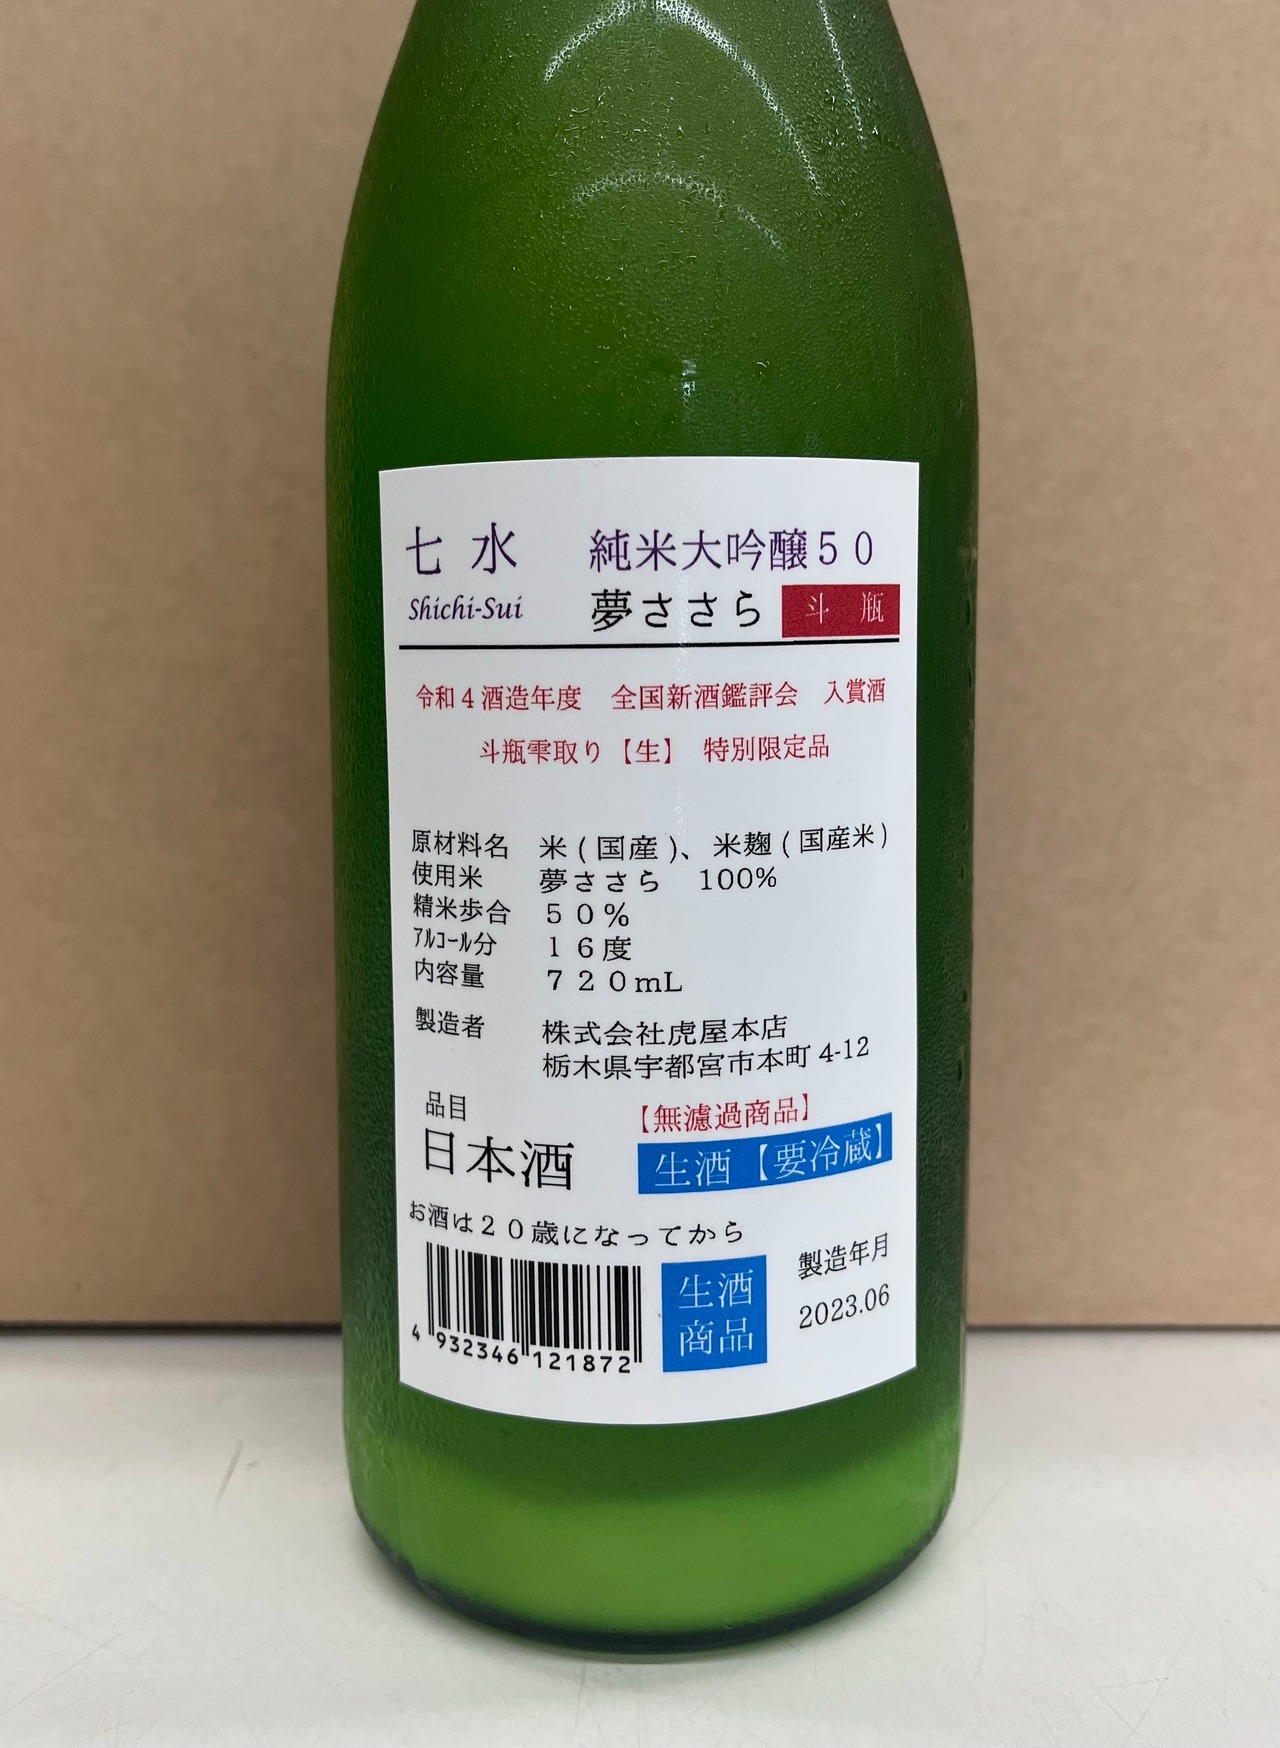 七水　純米大吟醸５０
Shichi-Sui　夢ささら　斗瓶
令和４酒造年度　全国新酒鑑評会　入賞酒
斗瓶雫取り【生】　特別限定品
原材料名　米(国産)、米麹(国産米)
使用米　夢ささら　100%
精米歩合　５０%
ｱﾙｺｰﾙ分　１６度
内容量　７２０mL
製造者　株式会社虎屋本店
栃木県宇都宮市本町 4-12
品目　【無濾過商品】
日本酒　生酒【要冷蔵】
お酒は２０歳になってから
生酒　製造年月
商品　2023.06
4 932346 121872